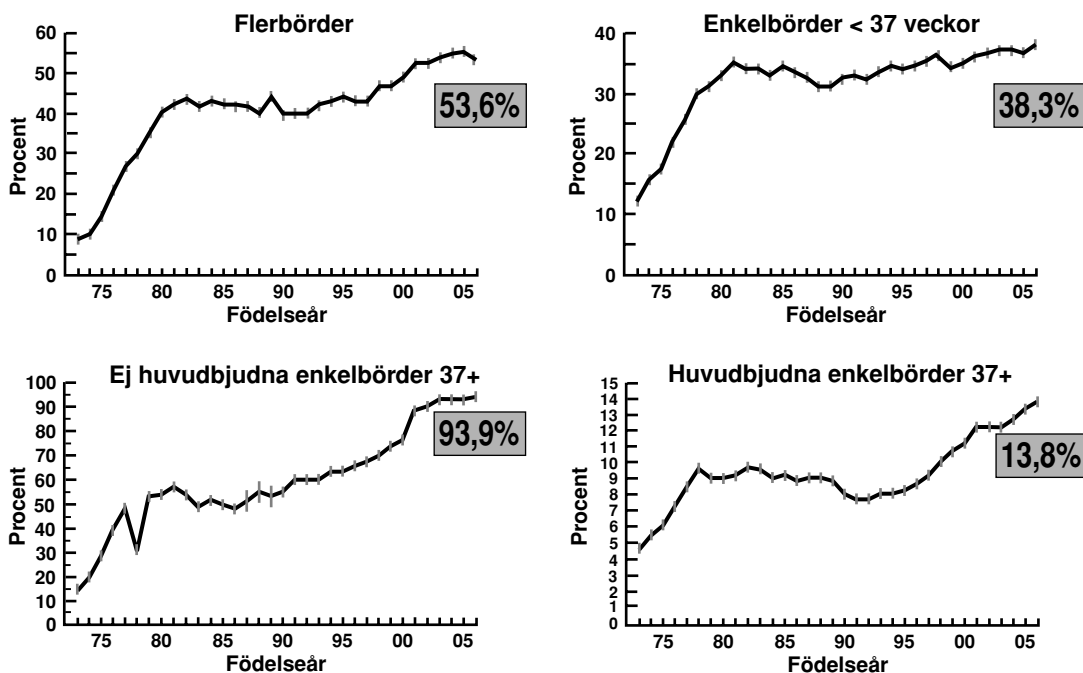 Flerbörder
60
50
40
30
20
10
0
Procent
53,6%
75 80 85 90 95 00 05
Födelseår
Enkelbörder < 37 veckor
40
30
20
10
0
Procent
38,3%
75 80 85 90 95 00 05
Födelseår
Ej huvudbjudna enkelbörder 37+
100
90
80
70
60
50
40
30
20
10
0
Procent
93,9%
75 80 85 90 95 00 05
Födelseår
Huvudbjudna enkelbörder 37+
15
14
13
12
11
10
9
8
7
6
5
4
3
2
1
0
Procent
13,8%
75 80 85 90 95 00 05
Födelseår